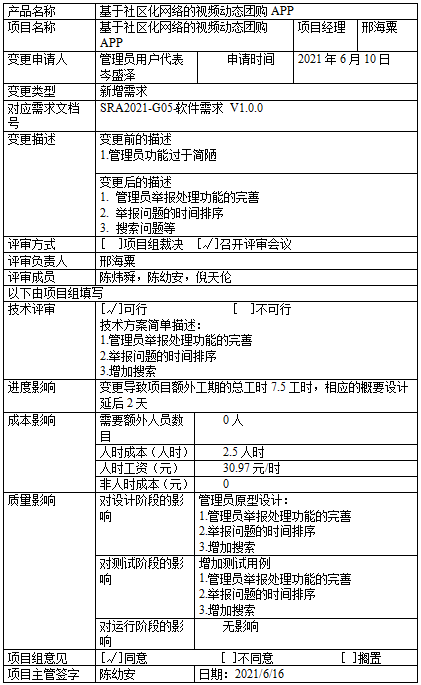 产品名称 基于社区化网络的视频动态团购 APP
项目名称 基于社区化网络的视频动态团购 项目经理 邢海粟
APP
变更申请人 管理员用户代表 申请时间 2021 年 6 月 10 日
岑盛泽
变更类型 新增需求
对应需求文档 SRA2021-G05-软件需求 V1.0.0
号
变更描述 变更前的描述
1.管理员功能过于简陋
变更后的描述
1. 管理员举报处理功能的完善
2. 举报问题的时间排序
3. 搜索问题等
评审方式 [ ]项目组裁决 [√]召开评审会议
评审负责人 邢海粟
评审成员 陈炜舜，陈幼安，倪天伦
以下由项目组填写
技术评审 [√]可行 [ ]不可行
技术方案简单描述：
1.管理员举报处理功能的完善
2.举报问题的时间排序
3.增加搜索
进度影响 变更导致项目额外工期的总工时 7.5 工时，相应的概要设计
延后 2 天
成本影响 需要额外人员数 0 人
目
人时成本（人时） 2.5 人时
人时工资（元） 30.97 元/时
非人时成本（元） 0
质量影响 对设计阶段的影 管理员原型设计：
响 1.管理员举报处理功能的完善
2.举报问题的时间排序
3.增加搜索
对测试阶段的影 增加测试用例
响 1.管理员举报处理功能的完善
2.举报问题的时间排序
3.增加搜索
对运行阶段的影 无影响
响
项目组意见 [√]同意 [ ]不同意 [ ]搁置
项目主管签字 陈幼安 日期：2021/6/16